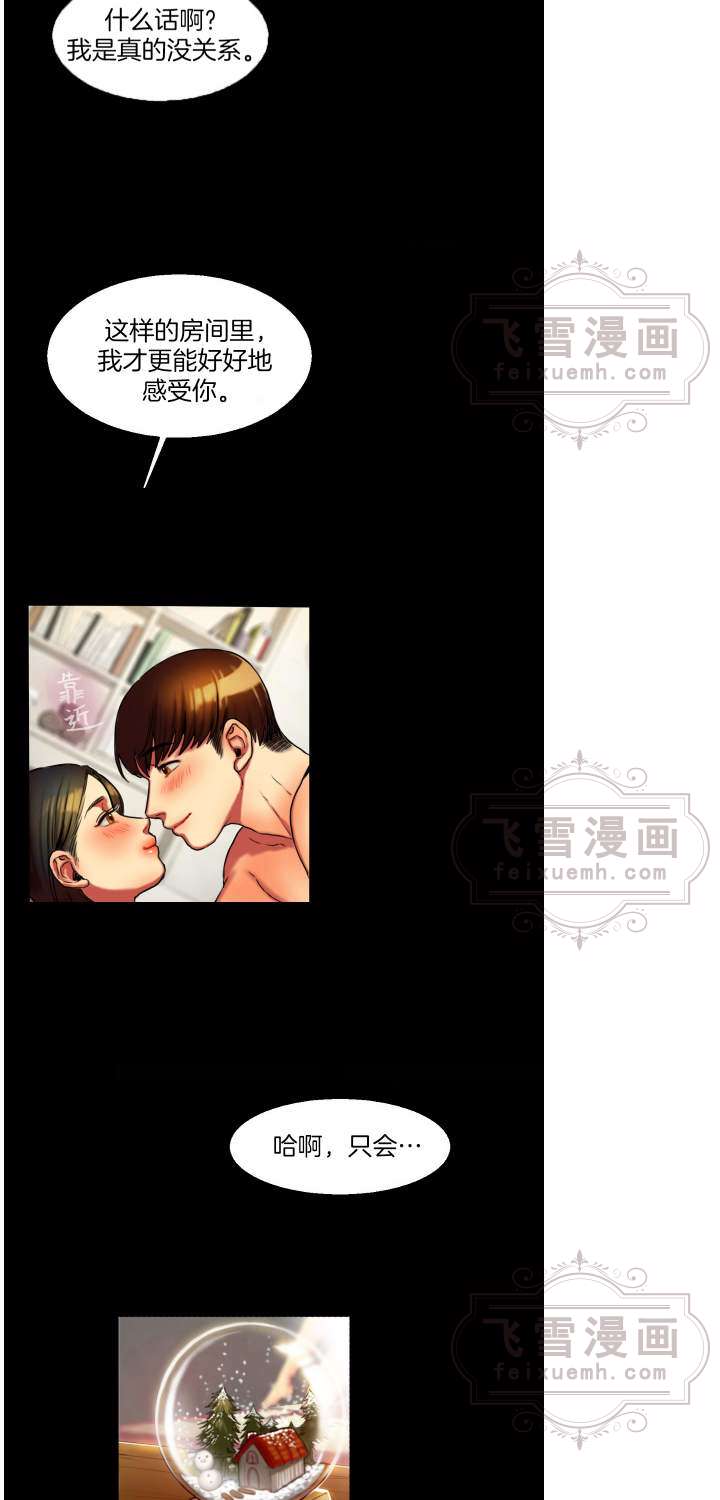 什么话啊?
我是真的没关系。
飞雪漫画
feixuemh.com
这样的房间里，
我才更能好好地
感受你。
靠近
飞雪漫画
feixuemh.com
哈啊，只会…
飞雪漫画
feixuemh.com